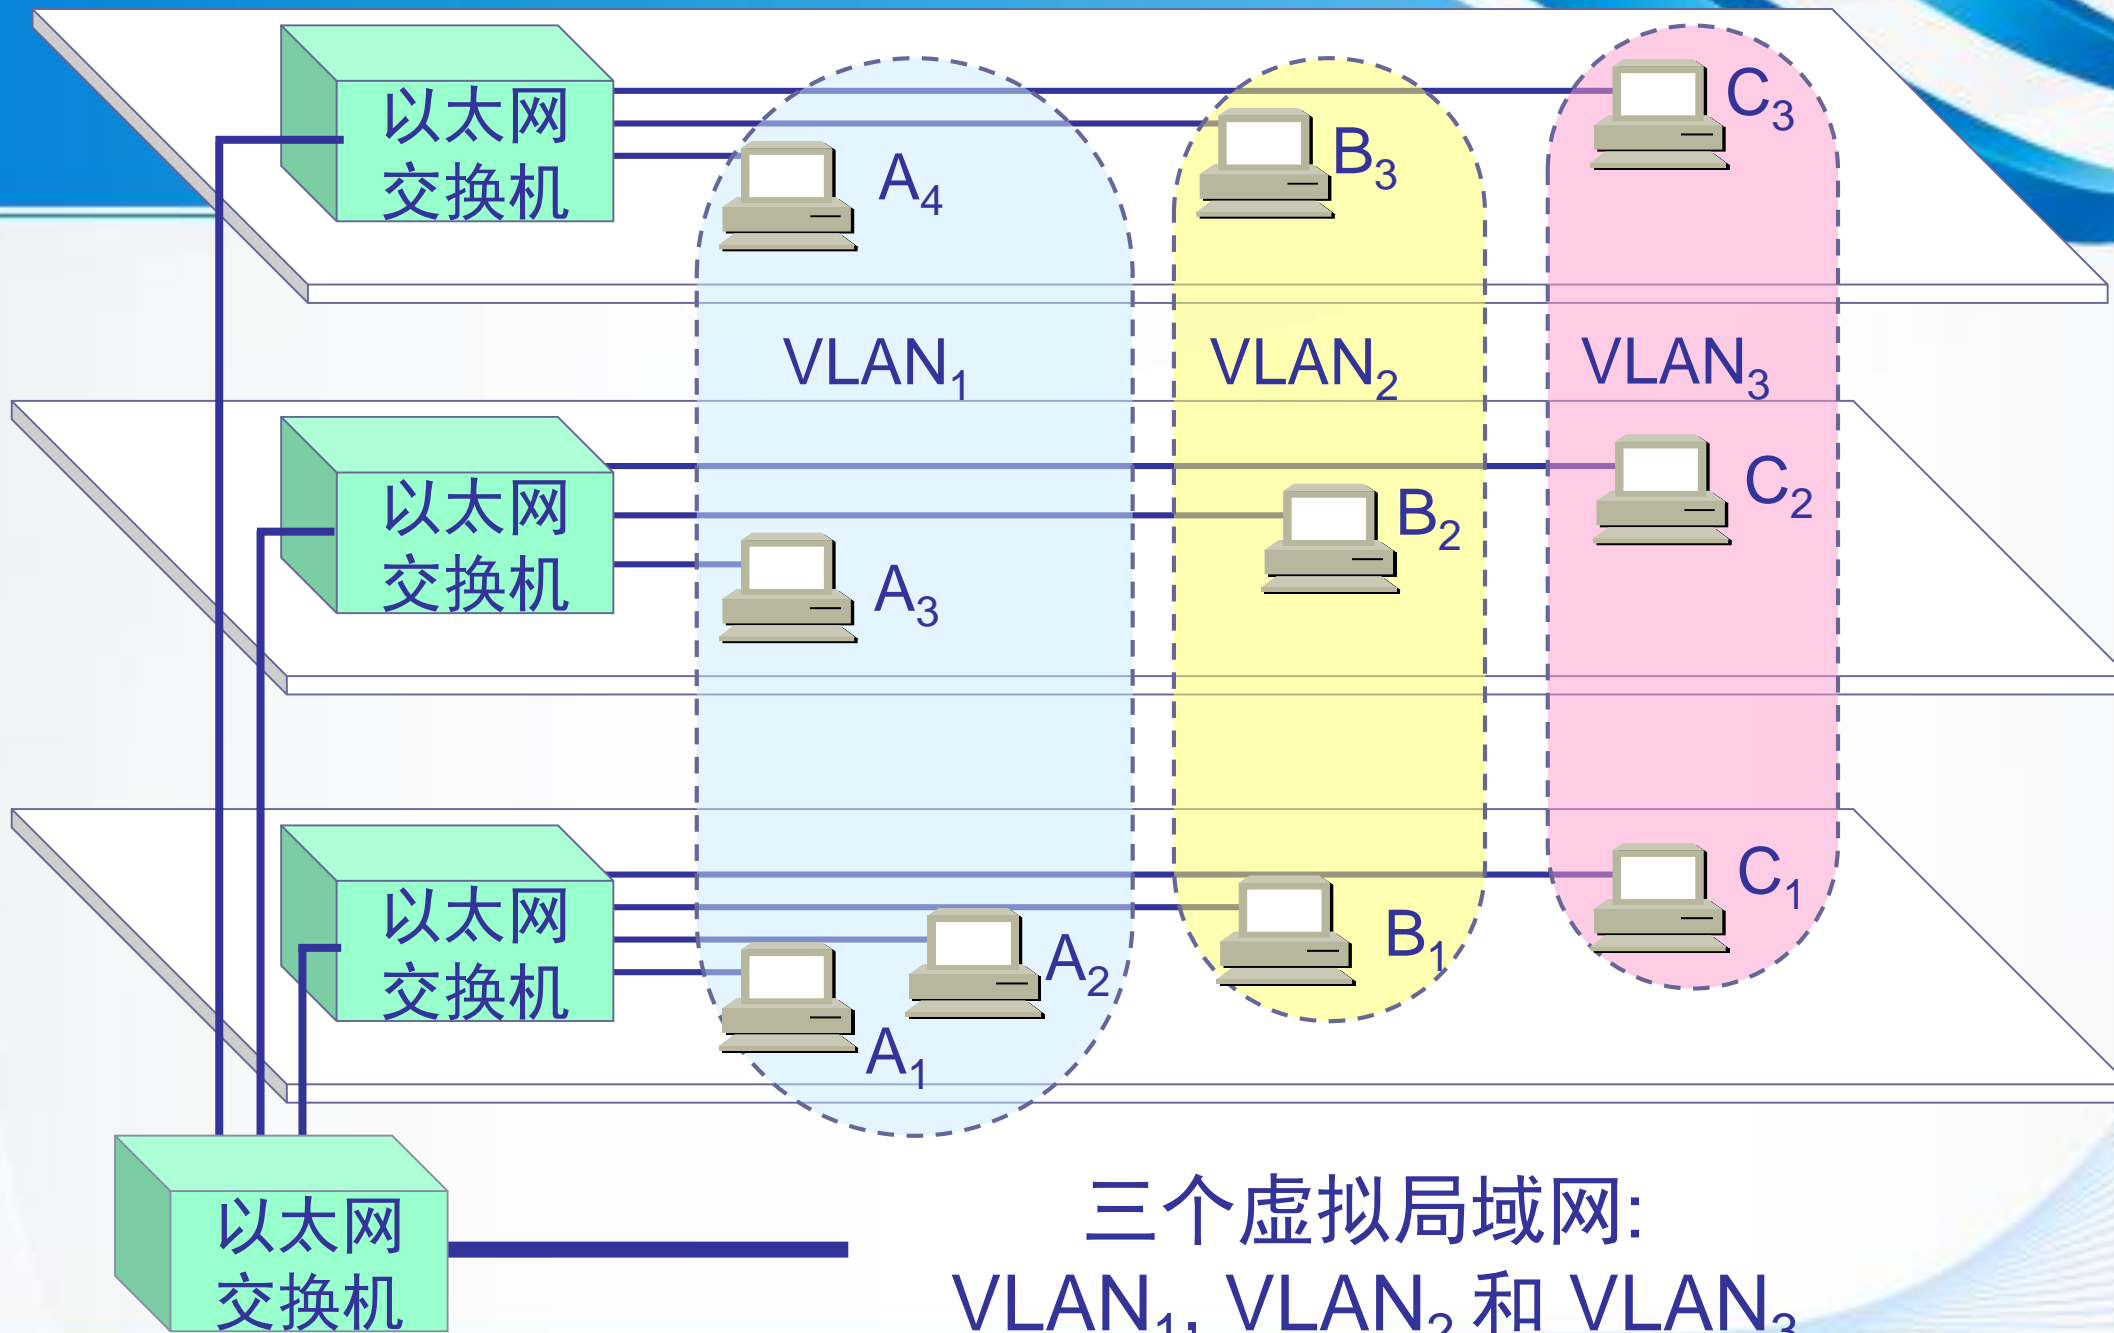 以太网
交换机
A₄
B₃
C₃
VLAN₁
VLAN₂
VLAN₃
以太网
交换机
A₃
B₂
C₂
以太网
交换机
A₁
A₂
B₁
C₁
以太网
交换机
三个虚拟局域网:
VLAN₁, VLAN₂ 和 VLAN₃